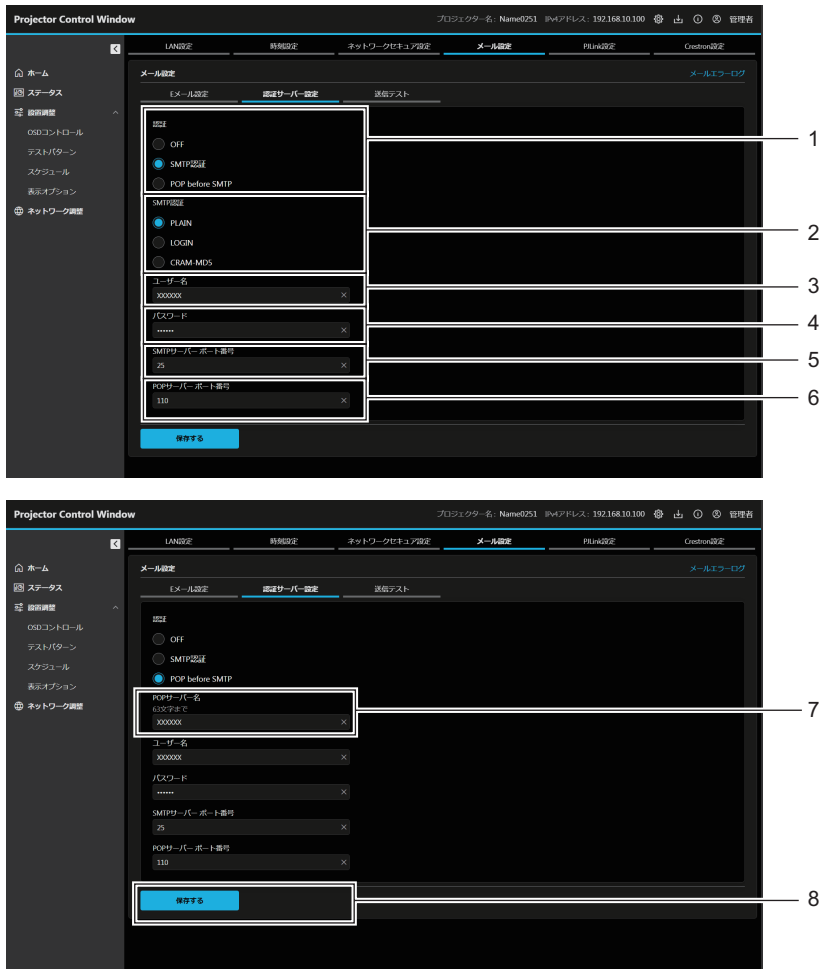 Projector Control Window
プロジェクター名: Name0251 IPv4アドレス: 192.168.10.100 管理者
LAN設定 時刻設定 ネットワークセキュア設定 メール設定 PJLink設定 Crestron設定
ホーム
ステータス
設置調整
OSDコントロール
テストパターン
スケジュール
表示オプション
ネットワーク調整
メール設定 メールエラーログ
Eメール設定 認証サーバー設定 送信テスト
認証
OFF
SMTP認証
POP before SMTP
1
SMTP認証
PLAIN
LOGIN
CRAM-MD5
2
ユーザー名
XXXXXX
3
パスワード
••••••
4
SMTPサーバー ポート番号
25
5
POPサーバー ポート番号
110
6
保存する
Projector Control Window
プロジェクター名: Name0251 IPv4アドレス: 192.168.10.100 管理者
LAN設定 時刻設定 ネットワークセキュア設定 メール設定 PJLink設定 Crestron設定
ホーム
ステータス
設置調整
OSDコントロール
テストパターン
スケジュール
表示オプション
ネットワーク調整
メール設定 メールエラーログ
Eメール設定 認証サーバー設定 送信テスト
認証
OFF
SMTP認証
POP before SMTP
POPサーバー名
63文字まで
XXXXXX
7
ユーザー名
XXXXXX
パスワード
••••••
SMTPサーバー ポート番号
25
POPサーバー ポート番号
110
保存する
8